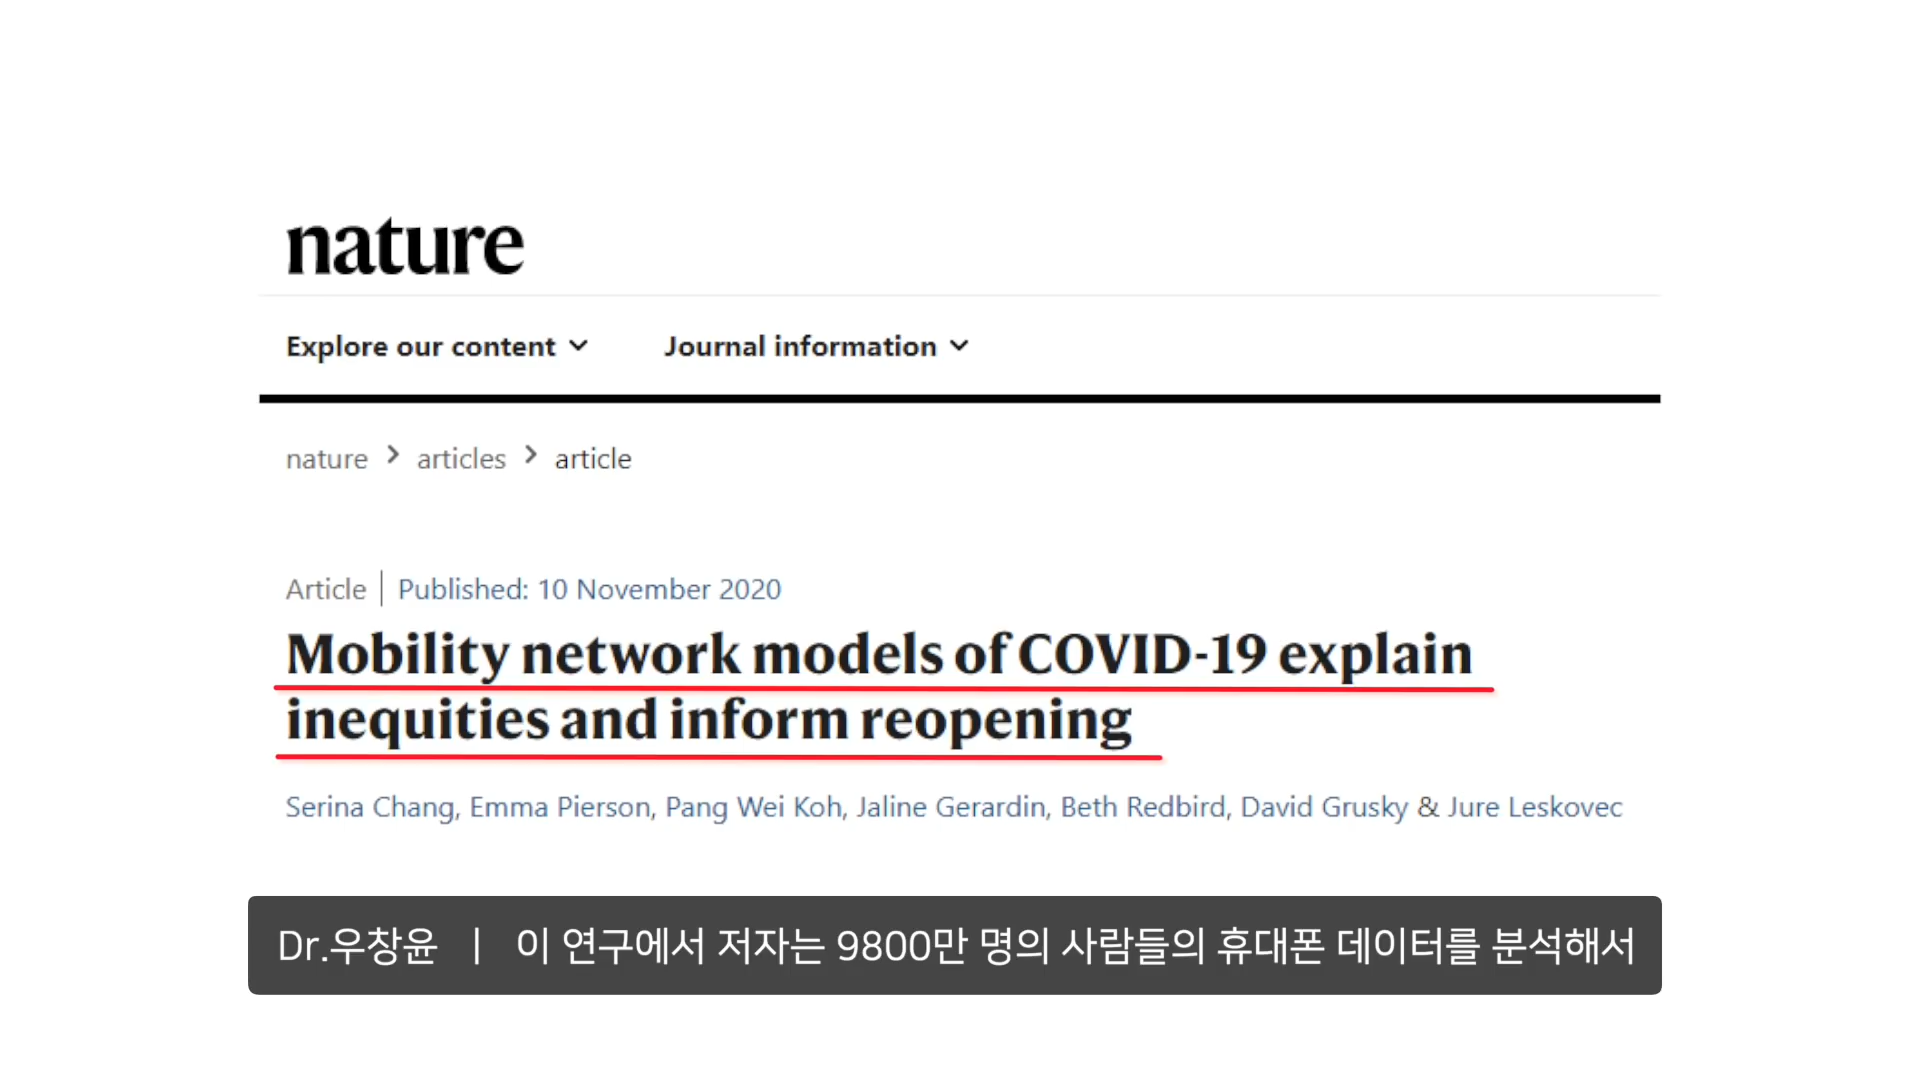 nature
Explore our content Journal information
nature > articles > article
Article | Published: 10 November 2020
Mobility network models of COVID-19 explain
inequities and inform reopening
Serina Chang, Emma Pierson, Pang Wei Koh, Jaline Gerardin, Beth Redbird, David Grusky & Jure Leskovec
Dr.우창윤 | 이 연구에서 저자는 9800만 명의 사람들의 휴대폰 데이터를 분석해서